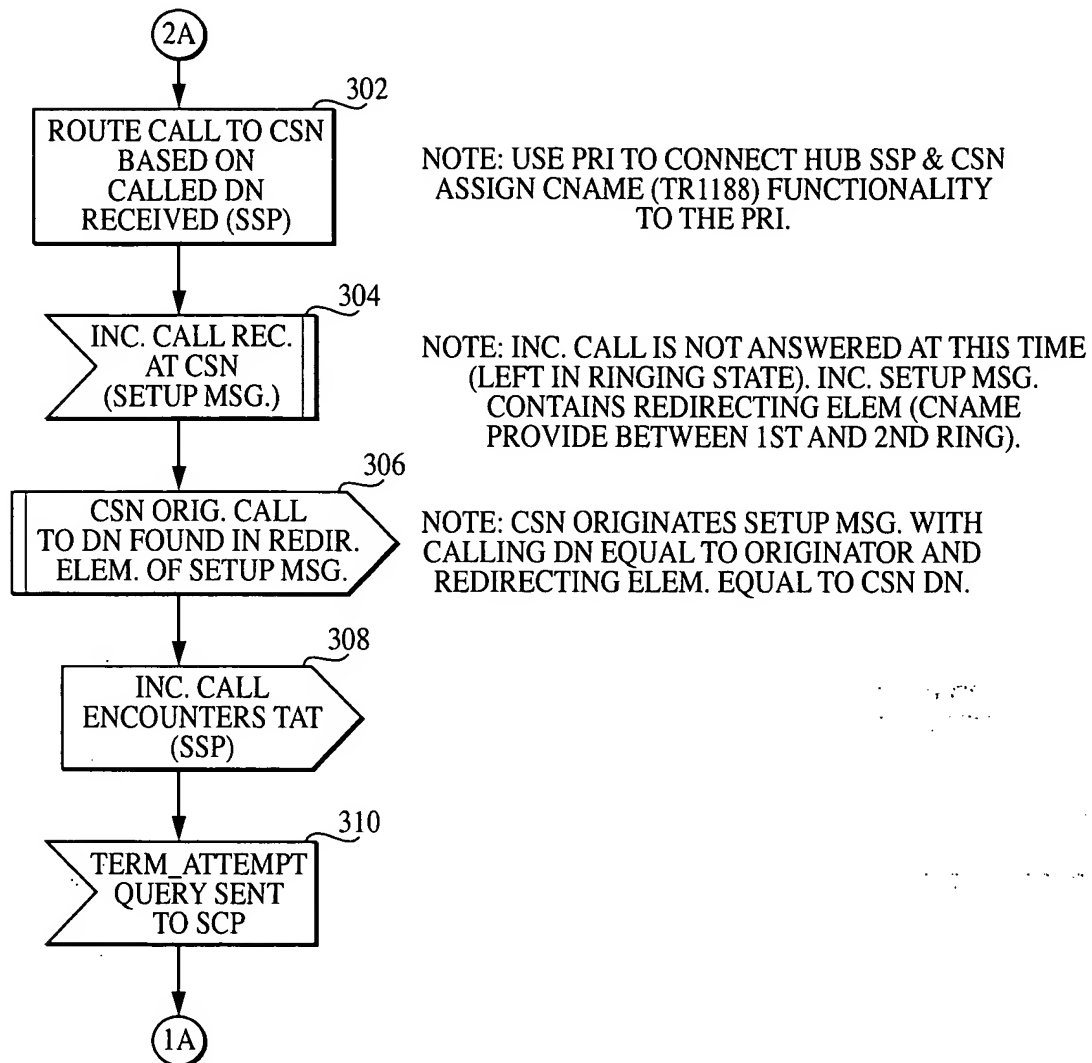 2A
302
ROUTE CALL TO CSN
BASED ON
CALLED DN
RECEIVED (SSP)
NOTE: USE PRI TO CONNECT HUB SSP & CSN
ASSIGN CNAME (TR1188) FUNCTIONALITY
TO THE PRI.
304
INC. CALL REC.
AT CSN
(SETUP MSG.)
NOTE: INC. CALL IS NOT ANSWERED AT THIS TIME
(LEFT IN RINGING STATE). INC. SETUP MSG.
CONTAINS REDIRECTING ELEM (CNAME
PROVIDE BETWEEN 1ST AND 2ND RING).
306
CSN ORIG. CALL
TO DN FOUND IN REDIR.
ELEM. OF SETUP MSG.
NOTE: CSN ORIGINATES SETUP MSG. WITH
CALLING DN EQUAL TO ORIGINATOR AND
REDIRECTING ELEM. EQUAL TO CSN DN.
308
INC. CALL
ENCOUNTERS TAT
(SSP)
310
TERM_ATTEMPT
QUERY SENT
TO SCP
1A